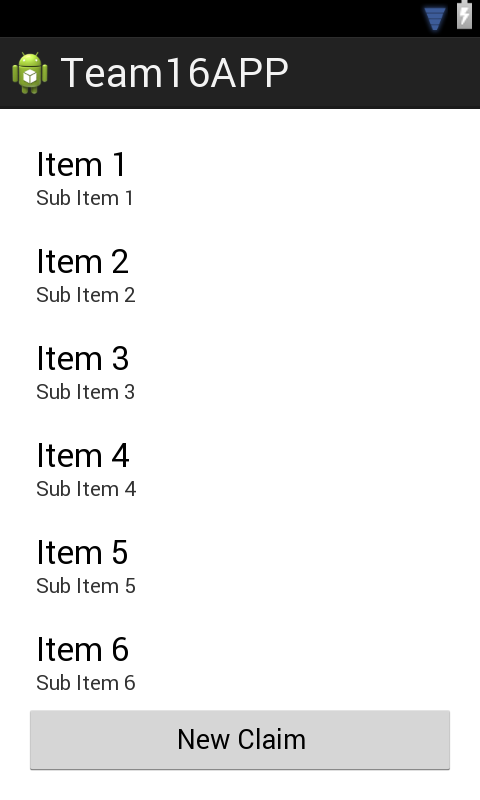 Team16APP
Item 1
Sub Item 1
Item 2
Sub Item 2
Item 3
Sub Item 3
Item 4
Sub Item 4
Item 5
Sub Item 5
Item 6
Sub Item 6
New Claim